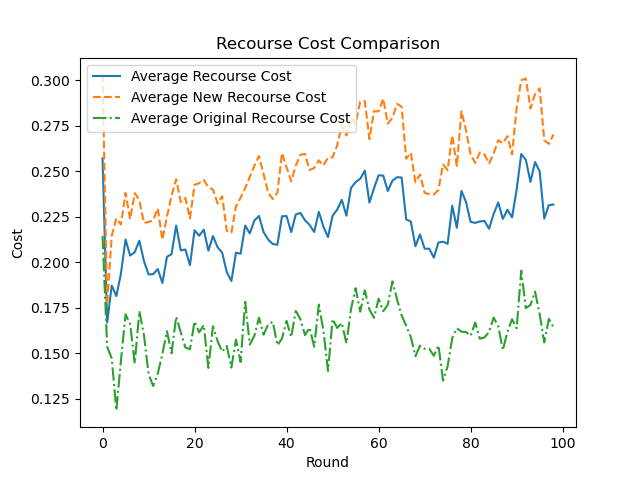 Recourse Cost Comparison
0.300
0.275
0.250
0.225
0.200
0.175
0.150
0.125
Cost
Average Recourse Cost
Average New Recourse Cost
Average Original Recourse Cost
0
20
40
60
80
100
Round